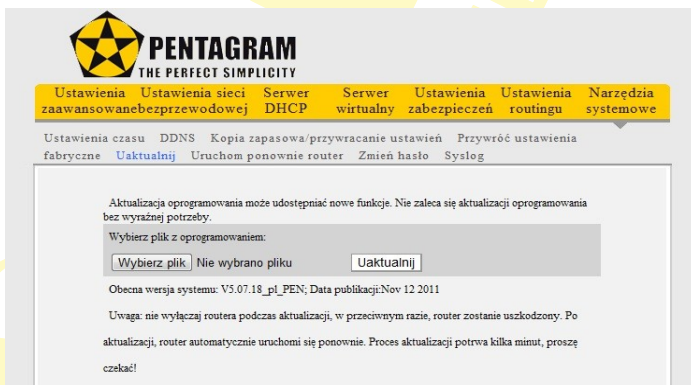 PENTAGRAM
THE PERFECT SIMPLICITY
Ustawienia Ustawienia sieci Serwer Serwer Ustawienia Ustawienia Narzędzia
zaawansowane bezprzewodowej DHCP wirtualny zabezpieczeń routingu systemowe
Ustawienia czasu DDNS Kopia zapasowa/przywracanie ustawień Przywróć ustawienia
fabryczne Uaktualnij Uruchom ponownie router Zmień hasło Syslog
Aktualizacja oprogramowania może udostępniać nowe funkcje. Nie zaleca się aktualizacji oprogramowania
bez wyraźnej potrzeby.
Wybierz plik z oprogramowaniem:
Wybierz plik Nie wybrano pliku Uaktualnij
Obecna wersja systemu: V5.07.18_pl_PEN; Data publikacji:Nov 12 2011
Uwaga: nie wyłączaj routera podczas aktualizacji, w przeciwnym razie, router zostanie uszkodzony. Po
aktualizacji, router automatycznie uruchomi się ponownie. Proces aktualizacji potrwa kilka minut, proszę
czekać!